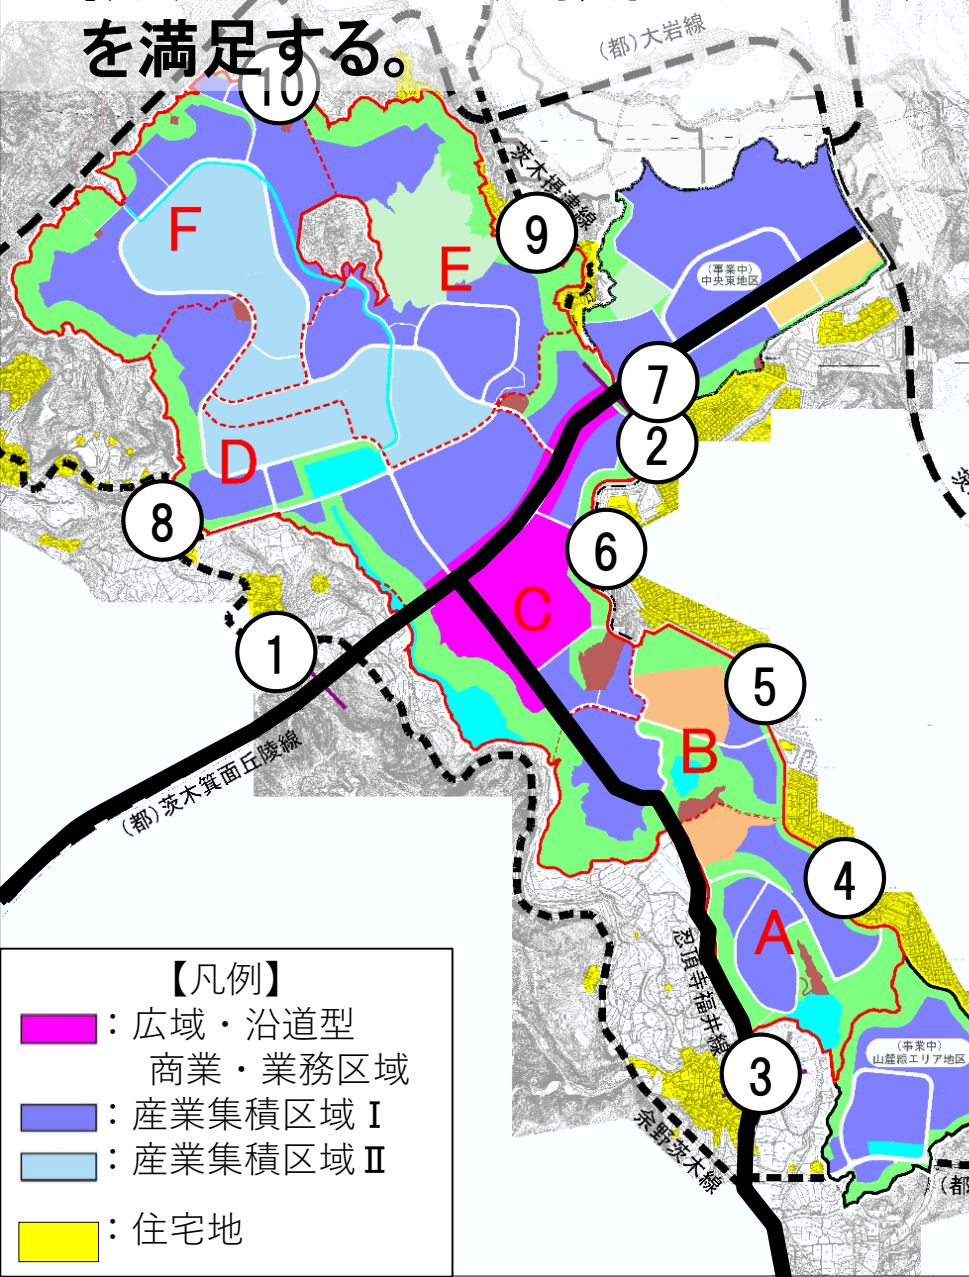 を満足する。
(都)大岩線
10
茨木摂津線
F
9
E
(事業中)
中央東地区
7
2
D
8
6
C
1
5
B
(都)茨木箕面丘陵線
4
A
忍頂寺福井線
(事業中)
山麓線エリア地区
3
余野茨木線
(都
茨
【凡例】
:広域・沿道型
商業・業務区域
:産業集積区域Ⅰ
:産業集積区域Ⅱ
:住宅地